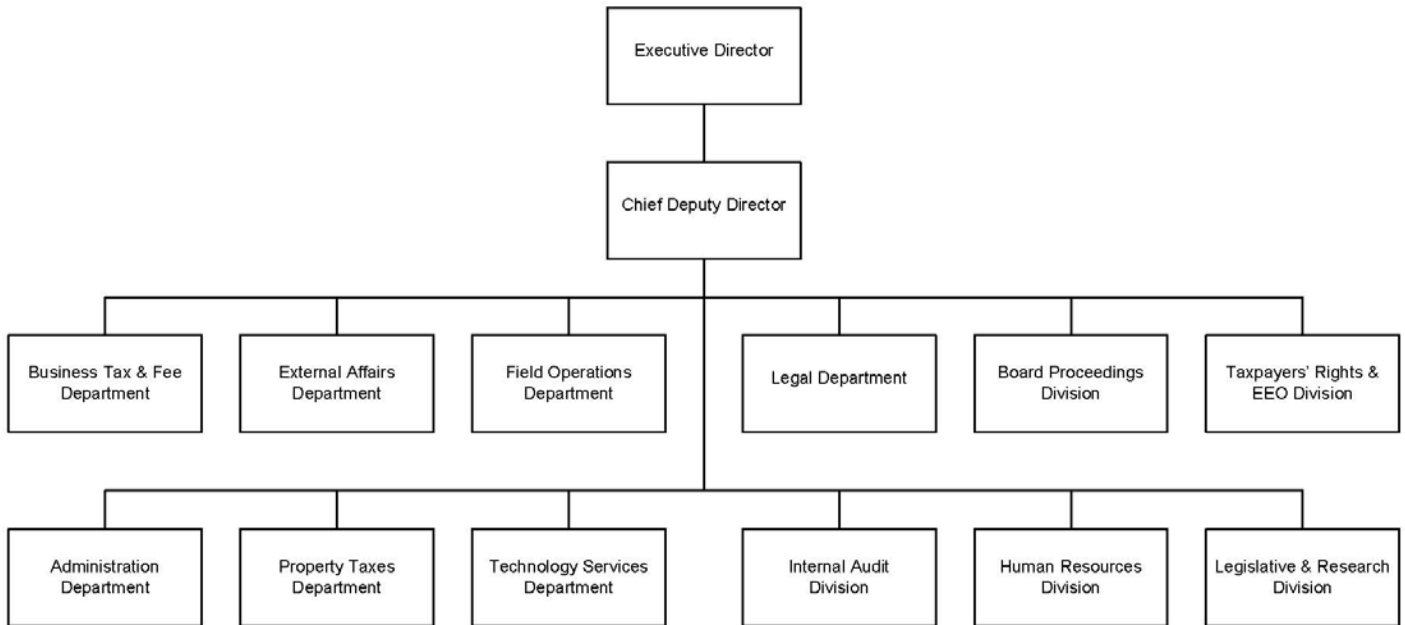 Executive Director
Chief Deputy Director
Business Tax & Fee
Department
External Affairs
Department
Field Operations
Department
Legal Department
Board Proceedings
Division
Taxpayers’ Rights &
EEO Division
Administration
Department
Property Taxes
Department
Technology Services
Department
Internal Audit
Division
Human Resources
Division
Legislative & Research
Division